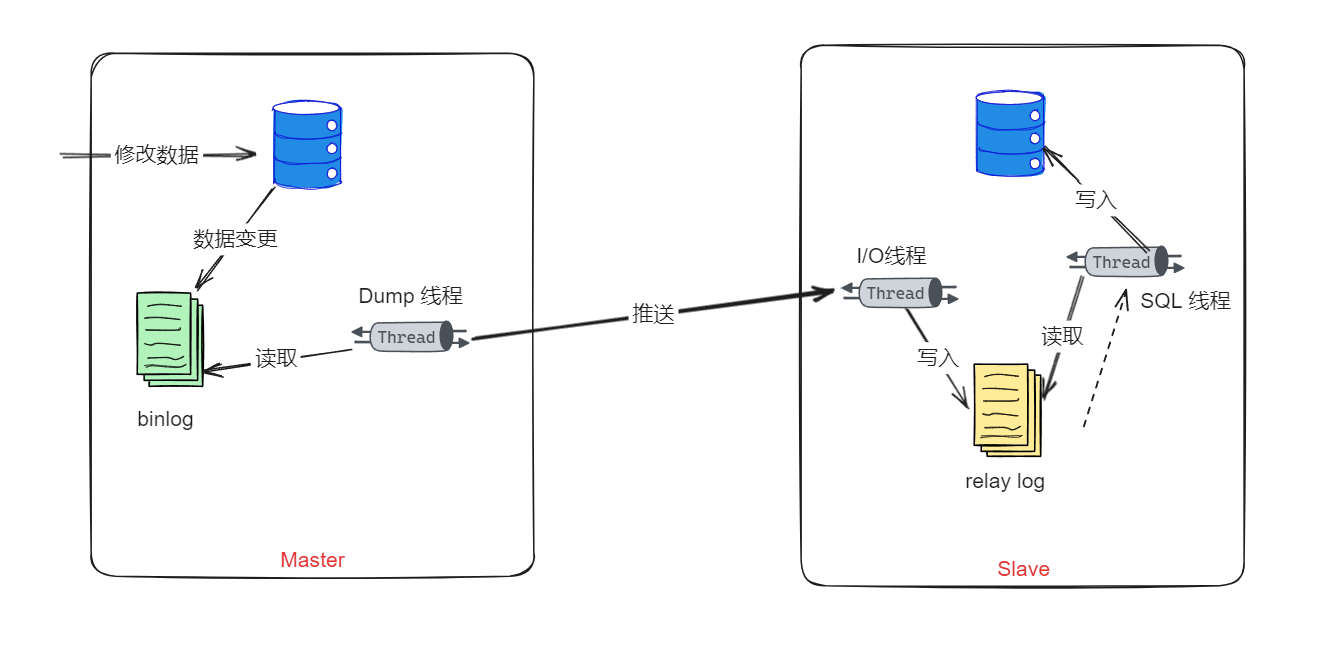 修改数据
数据变更
Dump 线程
Thread
读取
binlog
Master
推送
写入
I/O线程
Thread
Thread
SQL 线程
读取
写入
relay log
Slave